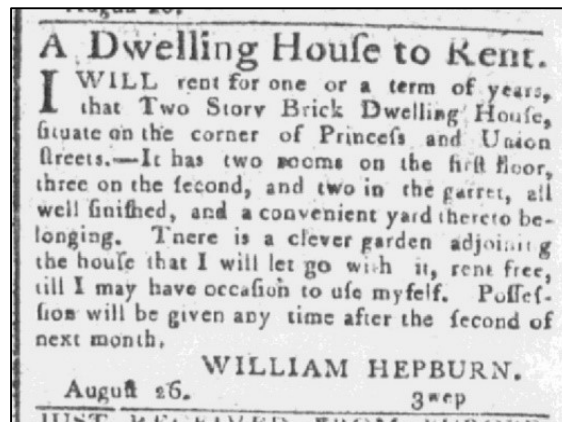 A Dwelling Houſe to Rent.
I WILL rent for one or a term of years,
that Two Story Brick Dwelling Houſe,
ſituate on the corner of Princeſs and Union
ſtreets.—It has two rooms on the firſt floor,
three on the ſecond, and two in the garret, all
well finiſhed, and a convenient yard thereto be-
longing. There is a clever garden adjoining
the houſe that I will let go with it, rent free,
till I may have occaſion to uſe myſelf. Poſſeſ-
ſion will be given any time after the ſecond of
next month.
WILLIAM HEPBURN.
Auguſt 26. 3wep
JUST RECEIVED FROM